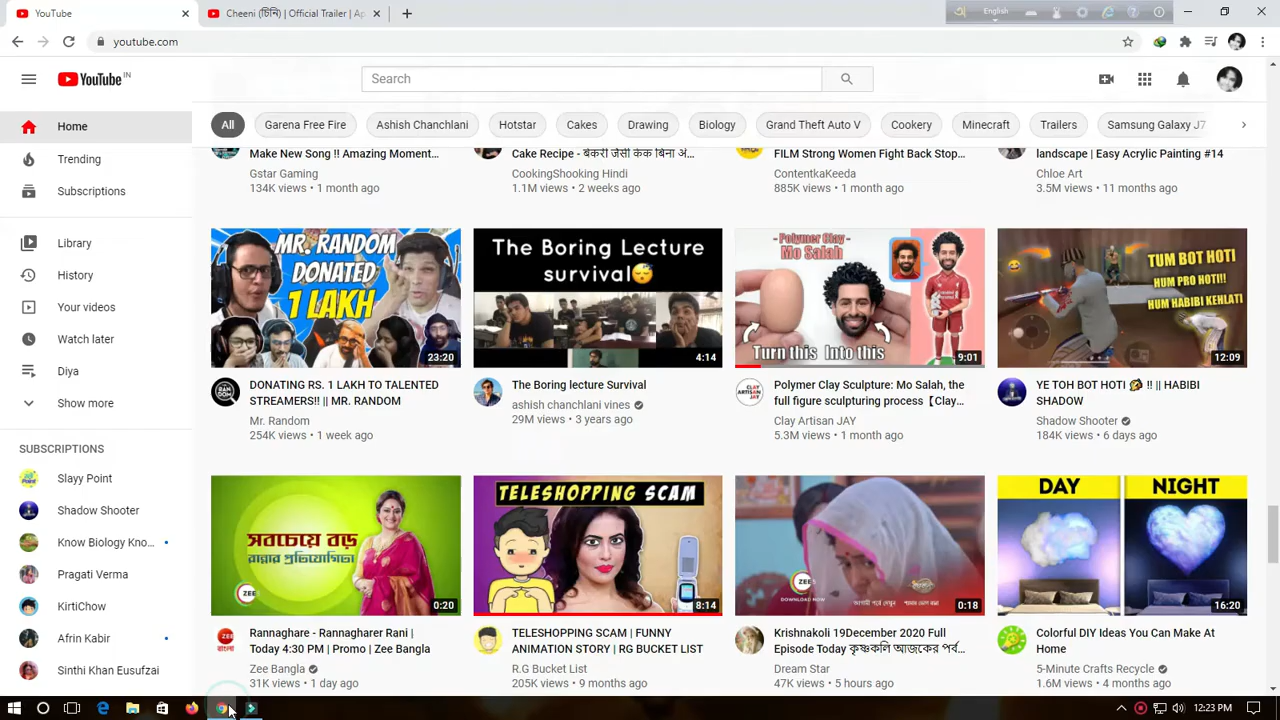 YouTube
Cheeni (চিনি) | Official Trailer | Ap
English
youtube.com
YouTube IN
Search
Home
Trending
Subscriptions
Library
History
Your videos
Watch later
Diya
Show more
SUBSCRIPTIONS
Slayy Point
Shadow Shooter
Know Biology Kno...
Pragati Verma
KirtiChow
Afrin Kabir
Sinthi Khan Eusufzai
All
Garena Free Fire
Ashish Chanchlani
Hotstar
Cakes
Drawing
Biology
Grand Theft Auto V
Cookery
Minecraft
Trailers
Samsung Galaxy J7
Make New Song !! Amazing Moment...
Gstar Gaming
134K views • 1 month ago
Cake Recipe - बेकरी जैसी केक बिना अं...
CookingShooking Hindi
1.1M views • 2 weeks ago
FILM Strong Women Fight Back Stop...
ContentkaKeeda
885K views • 1 month ago
landscape | Easy Acrylic Painting #14
Chloe Art
3.5M views • 11 months ago
MR. RANDOM
DONATED
1 LAKH
23:20
DONATING RS. 1 LAKH TO TALENTED
STREAMERS!! || MR. RANDOM
Mr. Random
254K views • 1 week ago
The Boring Lecture
survival
4:14
The Boring lecture Survival
ashish chanchlani vines
29M views • 3 years ago
- Polymer Clay -
Mo Salah
Turn this Into this
9:01
Polymer Clay Sculpture: Mo Salah, the
full figure sculpturing process【Clay...
Clay Artisan JAY
5.3M views • 1 month ago
TUM BOT HOTI
HUM PRO HOTI!!
HUM HABIBI KEHLATI
12:09
YE TOH BOT HOTI !! || HABIBI
SHADOW
Shadow Shooter
184K views • 6 days ago
সবচেয়ে বড়
রান্নার প্রতিযোগিতা
ZEE5
0:20
Rannaghare - Rannagharer Rani |
Today 4:30 PM | Promo | Zee Bangla
Zee Bangla
31K views • 1 day ago
TELESHOPPING SCAM
8:14
TELESHOPPING SCAM | FUNNY
ANIMATION STORY | RG BUCKET LIST
R.G Bucket List
205K views • 9 months ago
ZEE5
DOWNLOAD NOW
0:18
Krishnakoli 19December 2020 Full
Episode Today কৃষ্ণকলি আজকের পর্ব...
Dream Star
47K views • 5 hours ago
DAY
NIGHT
16:20
Colorful DIY Ideas You Can Make At
Home
5-Minute Crafts Recycle
1.6M views • 4 months ago
12:23 PM